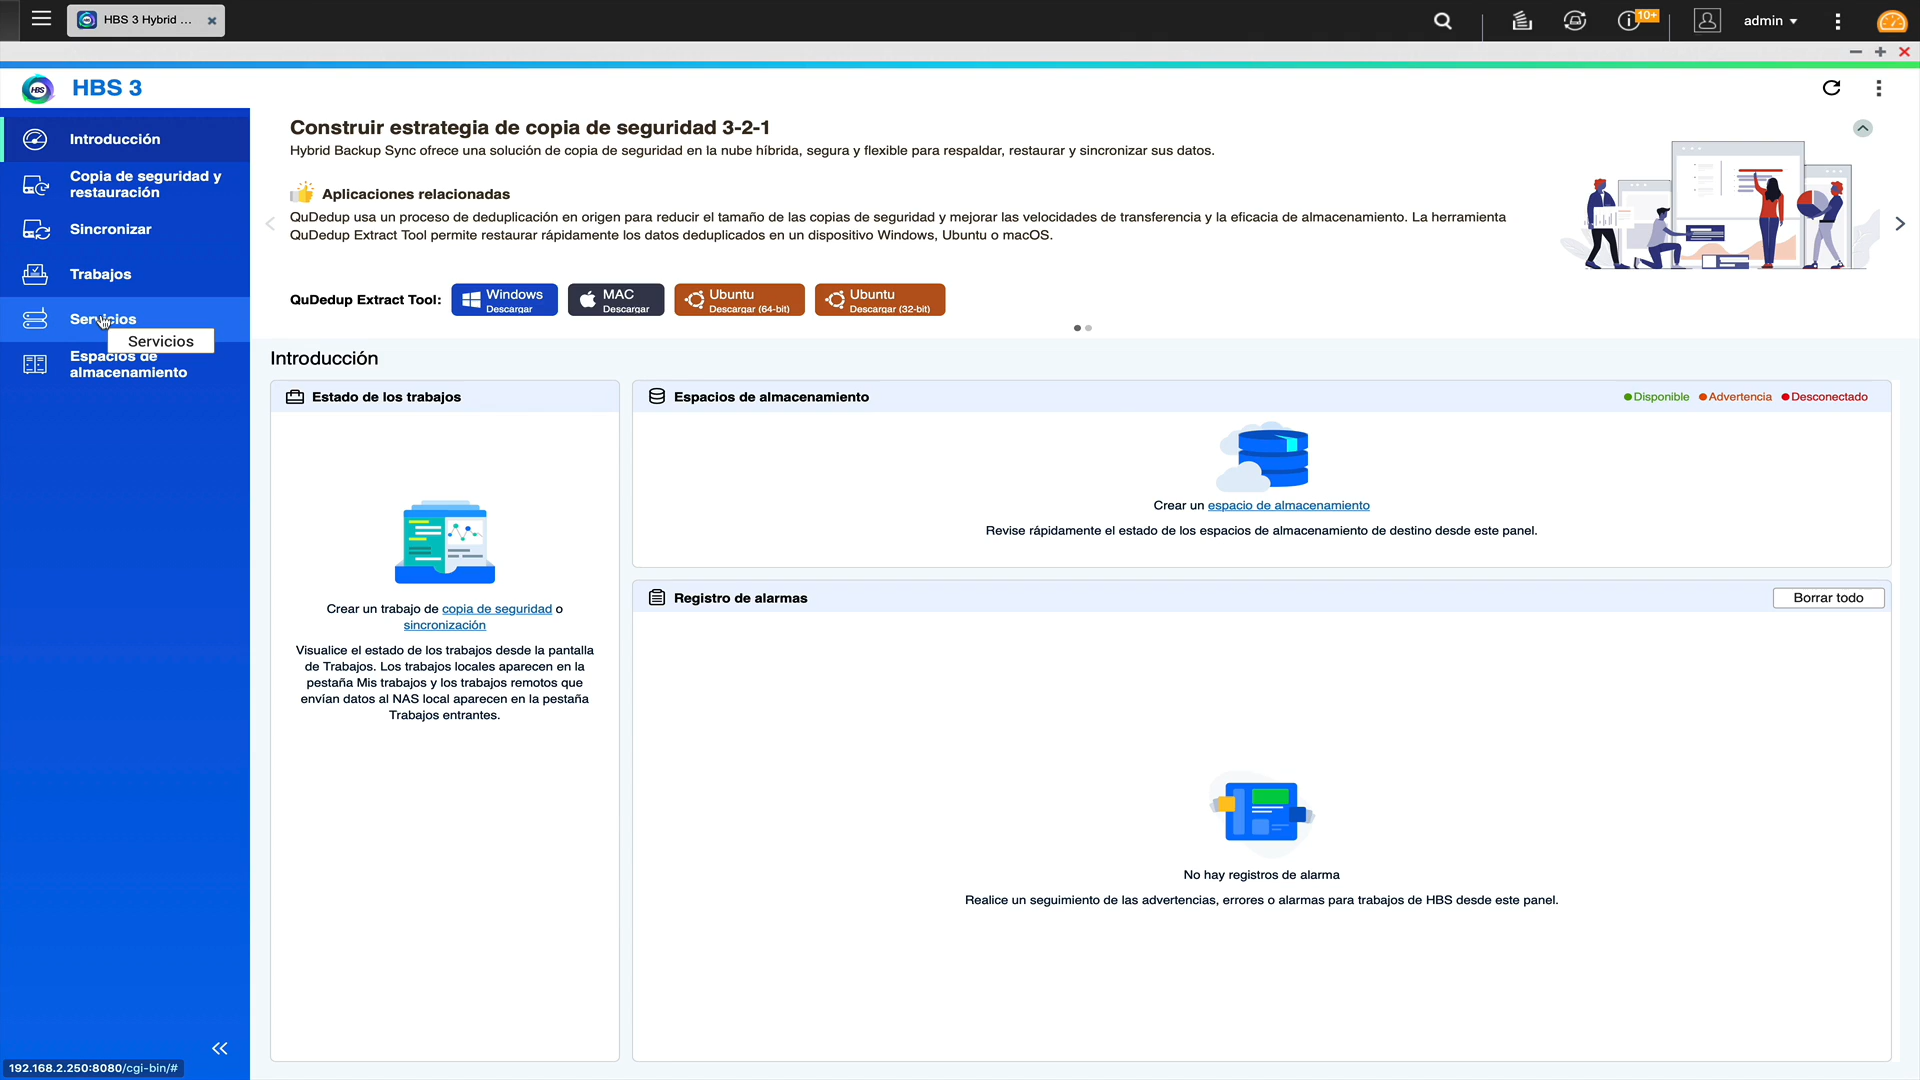 HBS 3 Hybrid ...
10+
admin
HBS
HBS 3
Introducción
Copia de seguridad y
restauración
Sincronizar
Trabajos
Servicios
Servicios
Espacios de
almacenamiento
Construir estrategia de copia de seguridad 3-2-1
Hybrid Backup Sync ofrece una solución de copia de seguridad en la nube híbrida, segura y flexible para respaldar, restaurar y sincronizar sus datos.
Aplicaciones relacionadas
QuDedup usa un proceso de deduplicación en origen para reducir el tamaño de las copias de seguridad y mejorar las velocidades de transferencia y la eficacia de almacenamiento. La herramienta
QuDedup Extract Tool permite restaurar rápidamente los datos deduplicados en un dispositivo Windows, Ubuntu o macOS.
QuDedup Extract Tool:
Windows
Descargar
MAC
Descargar
Ubuntu
Descargar (64-bit)
Ubuntu
Descargar (32-bit)
Introducción
Estado de los trabajos
Crear un trabajo de copia de seguridad o
sincronización
Visualice el estado de los trabajos desde la pantalla
de Trabajos. Los trabajos locales aparecen en la
pestaña Mis trabajos y los trabajos remotos que
envían datos al NAS local aparecen en la pestaña
Trabajos entrantes.
Espacios de almacenamiento
Disponible Advertencia Desconectado
Crear un espacio de almacenamiento
Revise rápidamente el estado de los espacios de almacenamiento de destino desde este panel.
Registro de alarmas
Borrar todo
No hay registros de alarma
Realice un seguimiento de las advertencias, errores o alarmas para trabajos de HBS desde este panel.
192.168.2.250:8080/cgi-bin/#